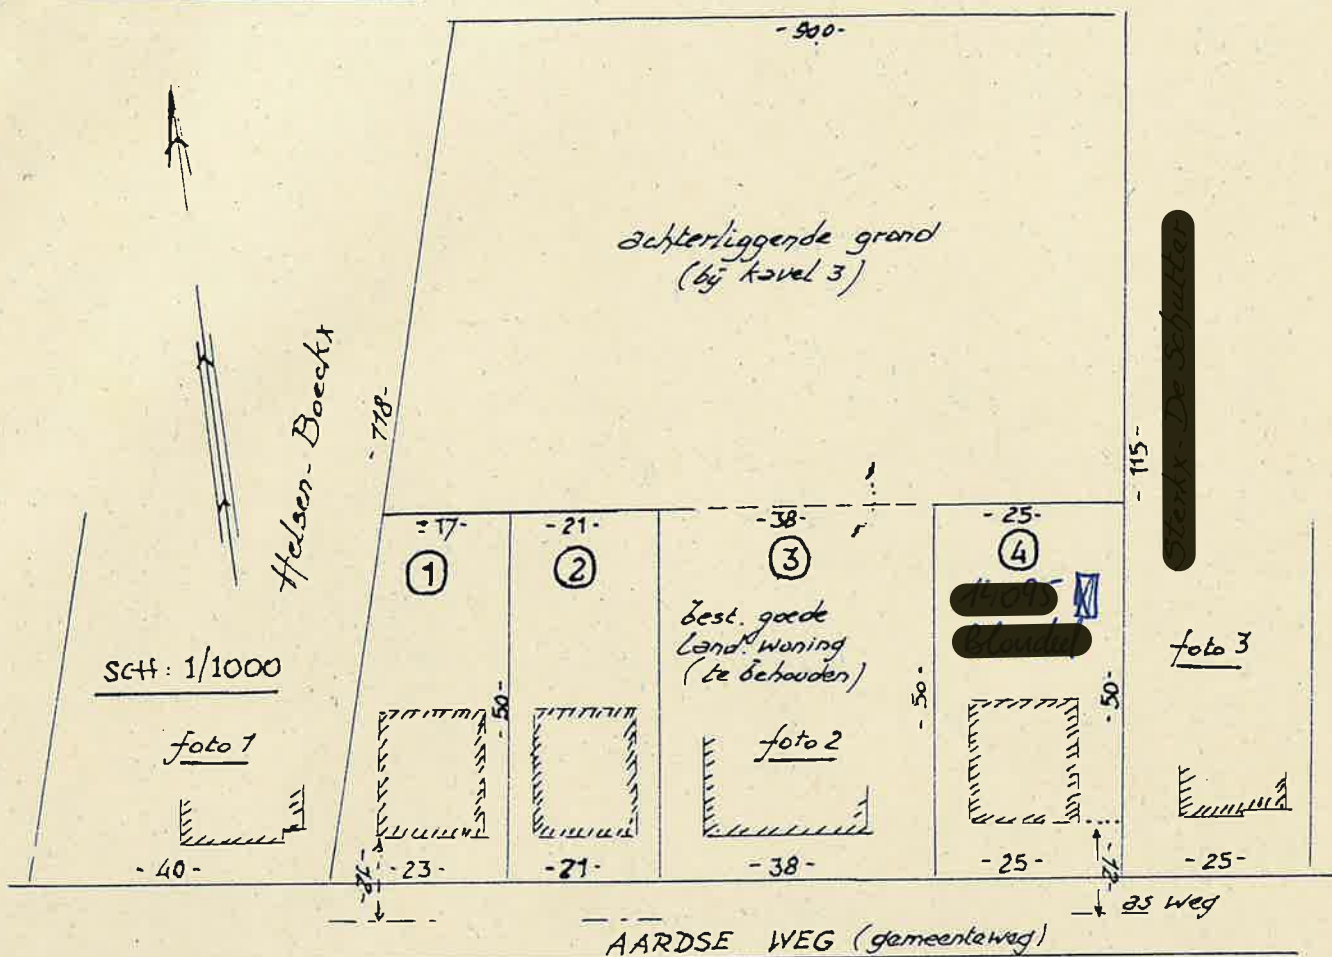 - 90,0-
achterliggende grond
(bij kavel 3)
Helsen-Boeckx
- 118-
- 115-
- 17-
- 21-
- 38-
- 25-
1
2
3
4
best. goede
land. woning
(te behouden)
SCH: 1/1000
foto 1
foto 2
foto 3
- 50-
- 50-
- 50-
- 40-
- 23-
- 21-
- 38-
- 25-
- 25-
-12-
-12-
as weg
AARDSE WEG (gemeenteweg)